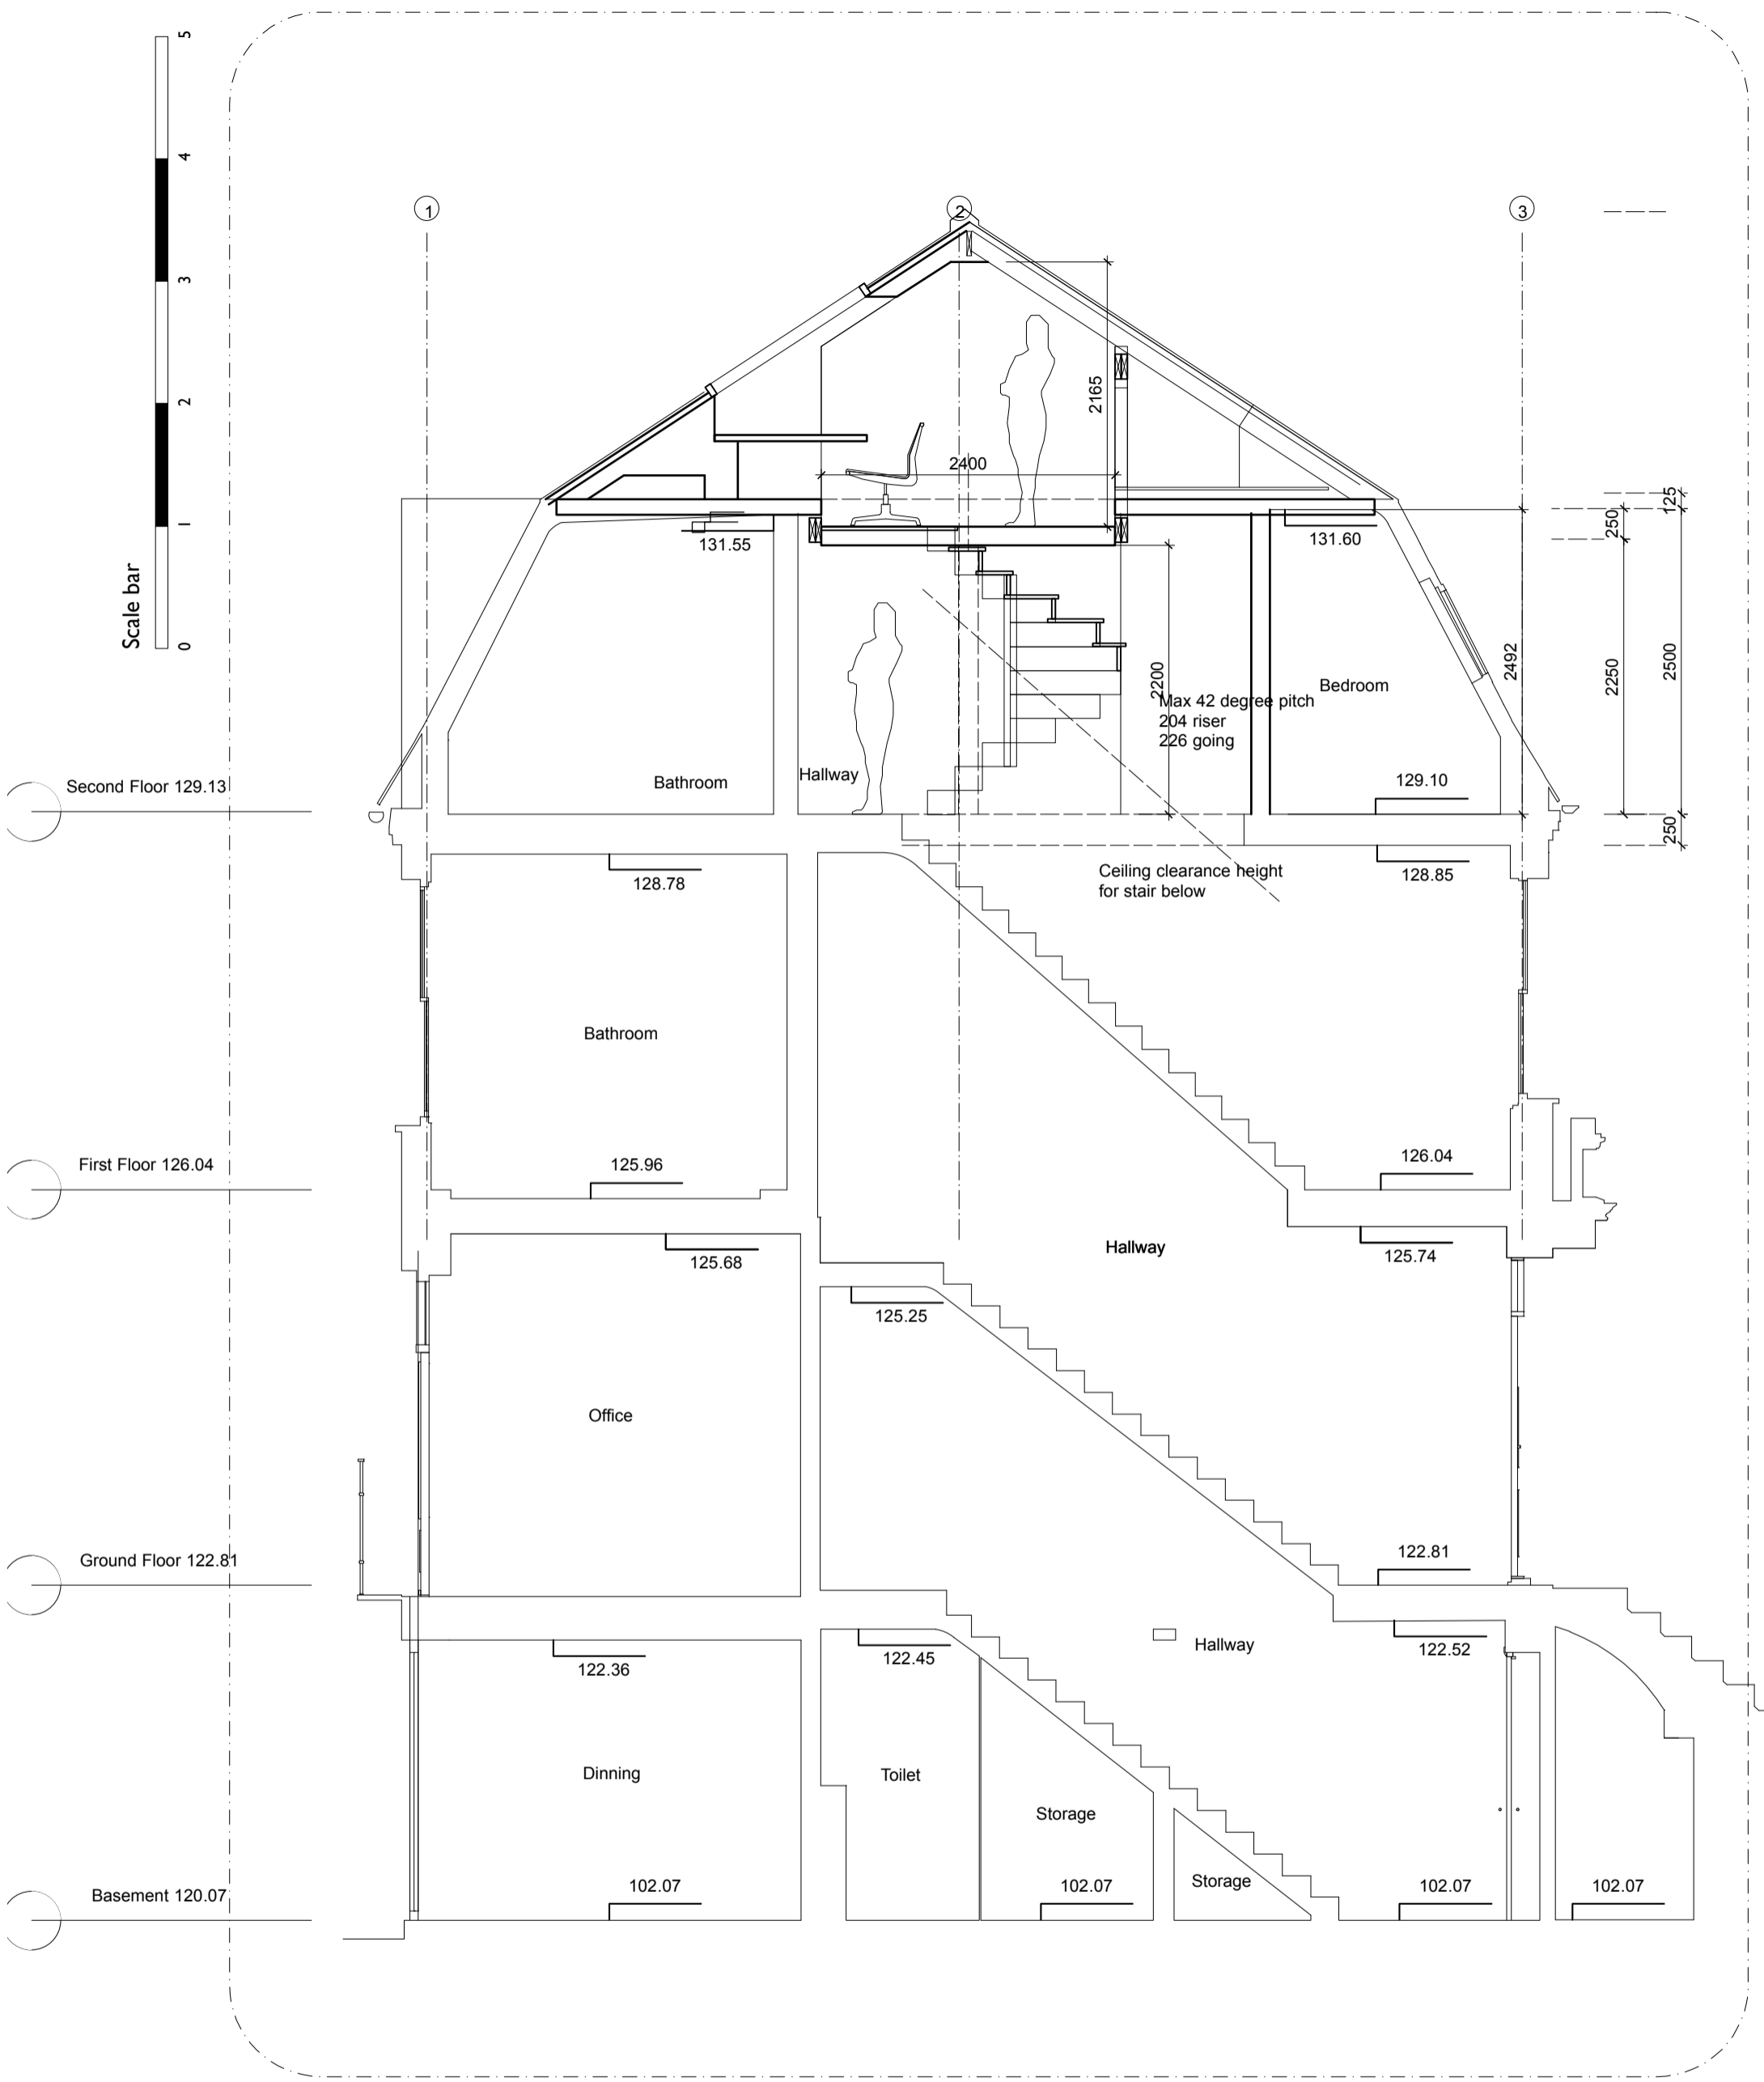 5
4
3
2
1
0
Scale bar
1
2
3
2165
2400
131.55
131.60
125
250
2492
2250
2500
2200
250
Bedroom
Max 42 degree pitch
204 riser
226 going
Second Floor 129.13
Bathroom
Hallway
129.10
128.78
Ceiling clearance height
for stair below
128.85
Bathroom
First Floor 126.04
125.96
126.04
Hallway
125.68
125.74
125.25
Office
Ground Floor 122.81
122.81
122.36
122.45
Hallway
122.52
Dinning
Toilet
Storage
Storage
Basement 120.07
102.07
102.07
102.07
102.07